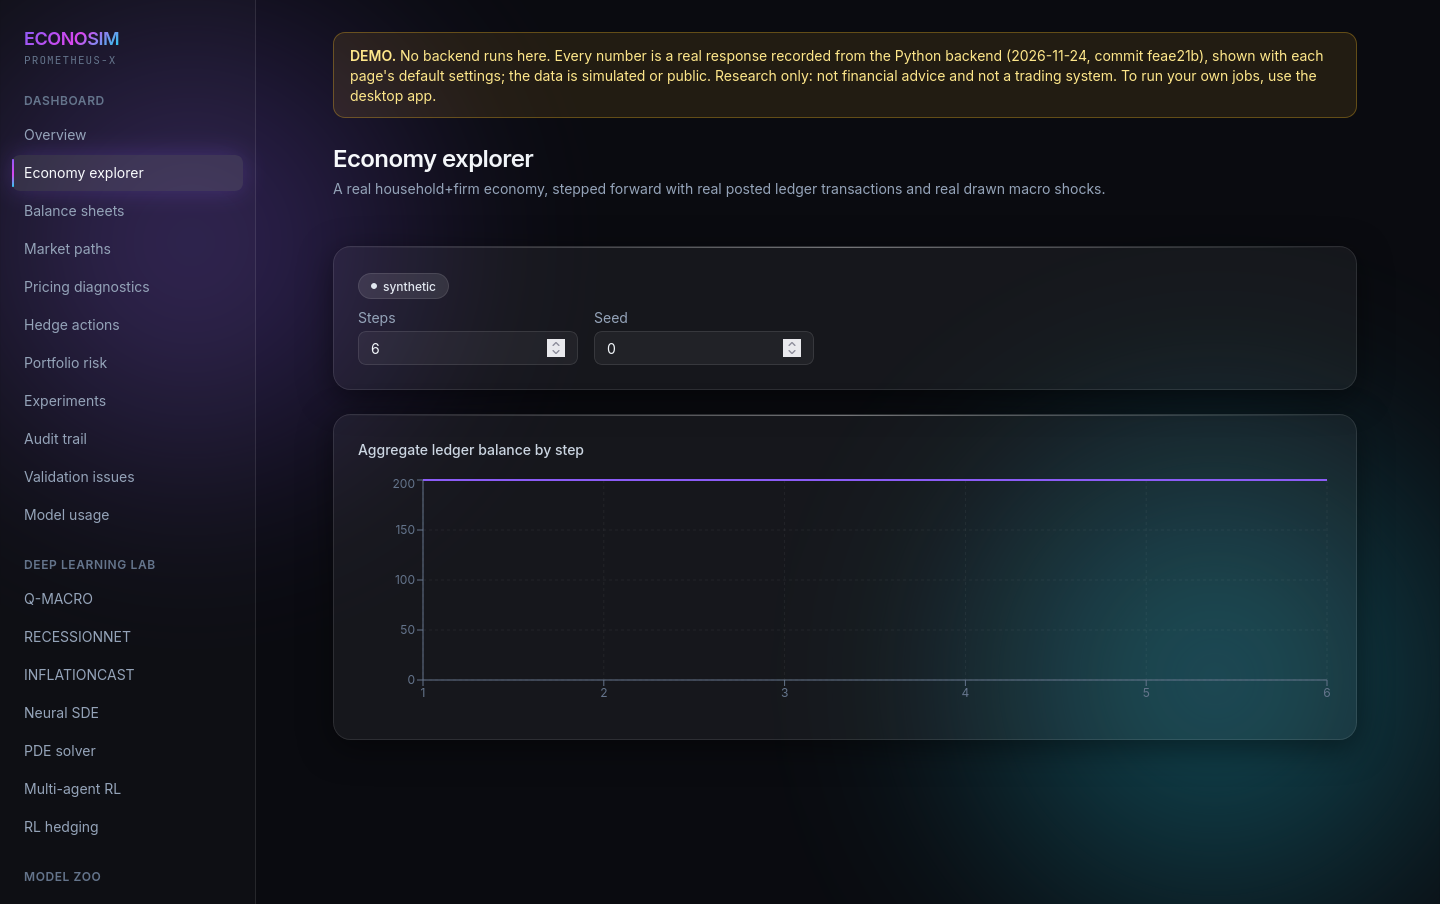 ECONOSIM
PROMETHEUS-X
DASHBOARD
Overview
Economy explorer
Balance sheets
Market paths
Pricing diagnostics
Hedge actions
Portfolio risk
Experiments
Audit trail
Validation issues
Model usage
DEEP LEARNING LAB
Q-MACRO
RECESSIONNET
INFLATIONCAST
Neural SDE
PDE solver
Multi-agent RL
RL hedging
MODEL ZOO
DEMO. No backend runs here. Every number is a real response recorded from the Python backend (2026-11-24, commit feae21b), shown with each
page's default settings; the data is simulated or public. Research only: not financial advice and not a trading system. To run your own jobs, use the
desktop app.
Economy explorer
A real household+firm economy, stepped forward with real posted ledger transactions and real drawn macro shocks.
synthetic
Steps Seed
6 0
Aggregate ledger balance by step
200
150
100
50
0
1 2 3 4 5 6